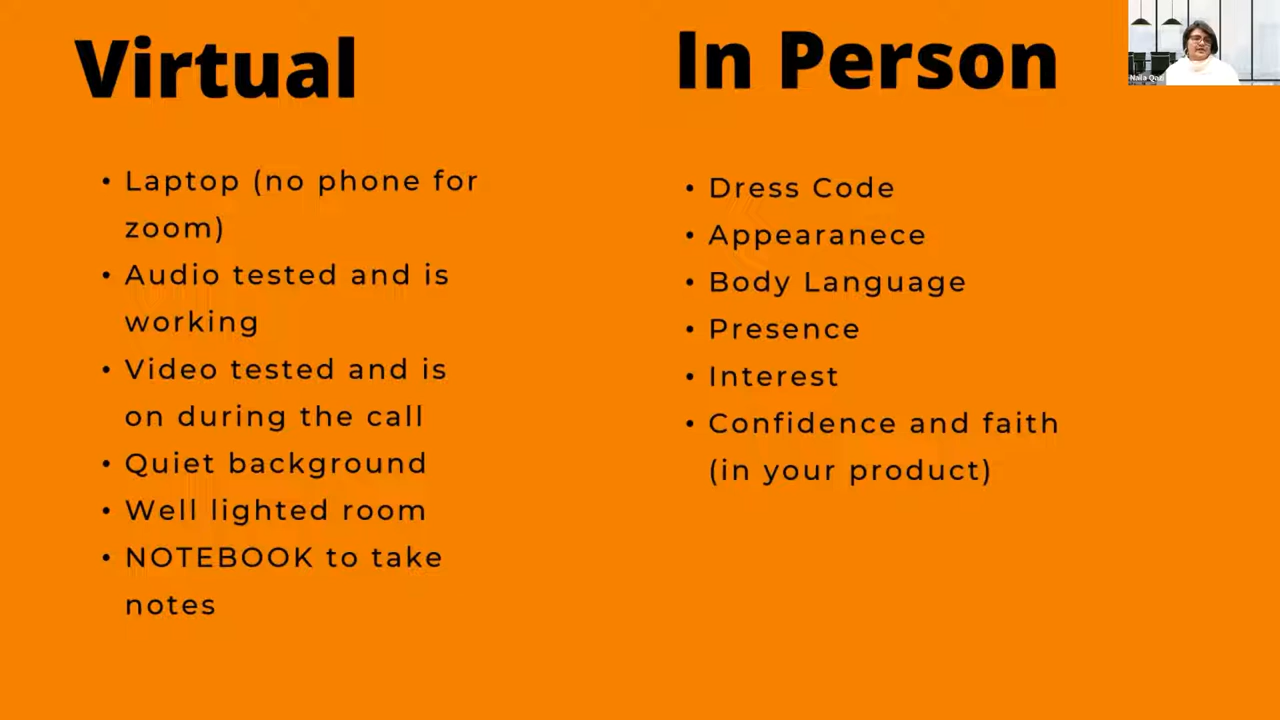 Virtual
• Laptop (no phone for
zoom)
• Audio tested and is
working
• Video tested and is
on during the call
• Quiet background
• Well lighted room
• NOTEBOOK to take
notes
In Person
• Dress Code
• Appearanece
• Body Language
• Presence
• Interest
• Confidence and faith
(in your product)
Naila Qazi